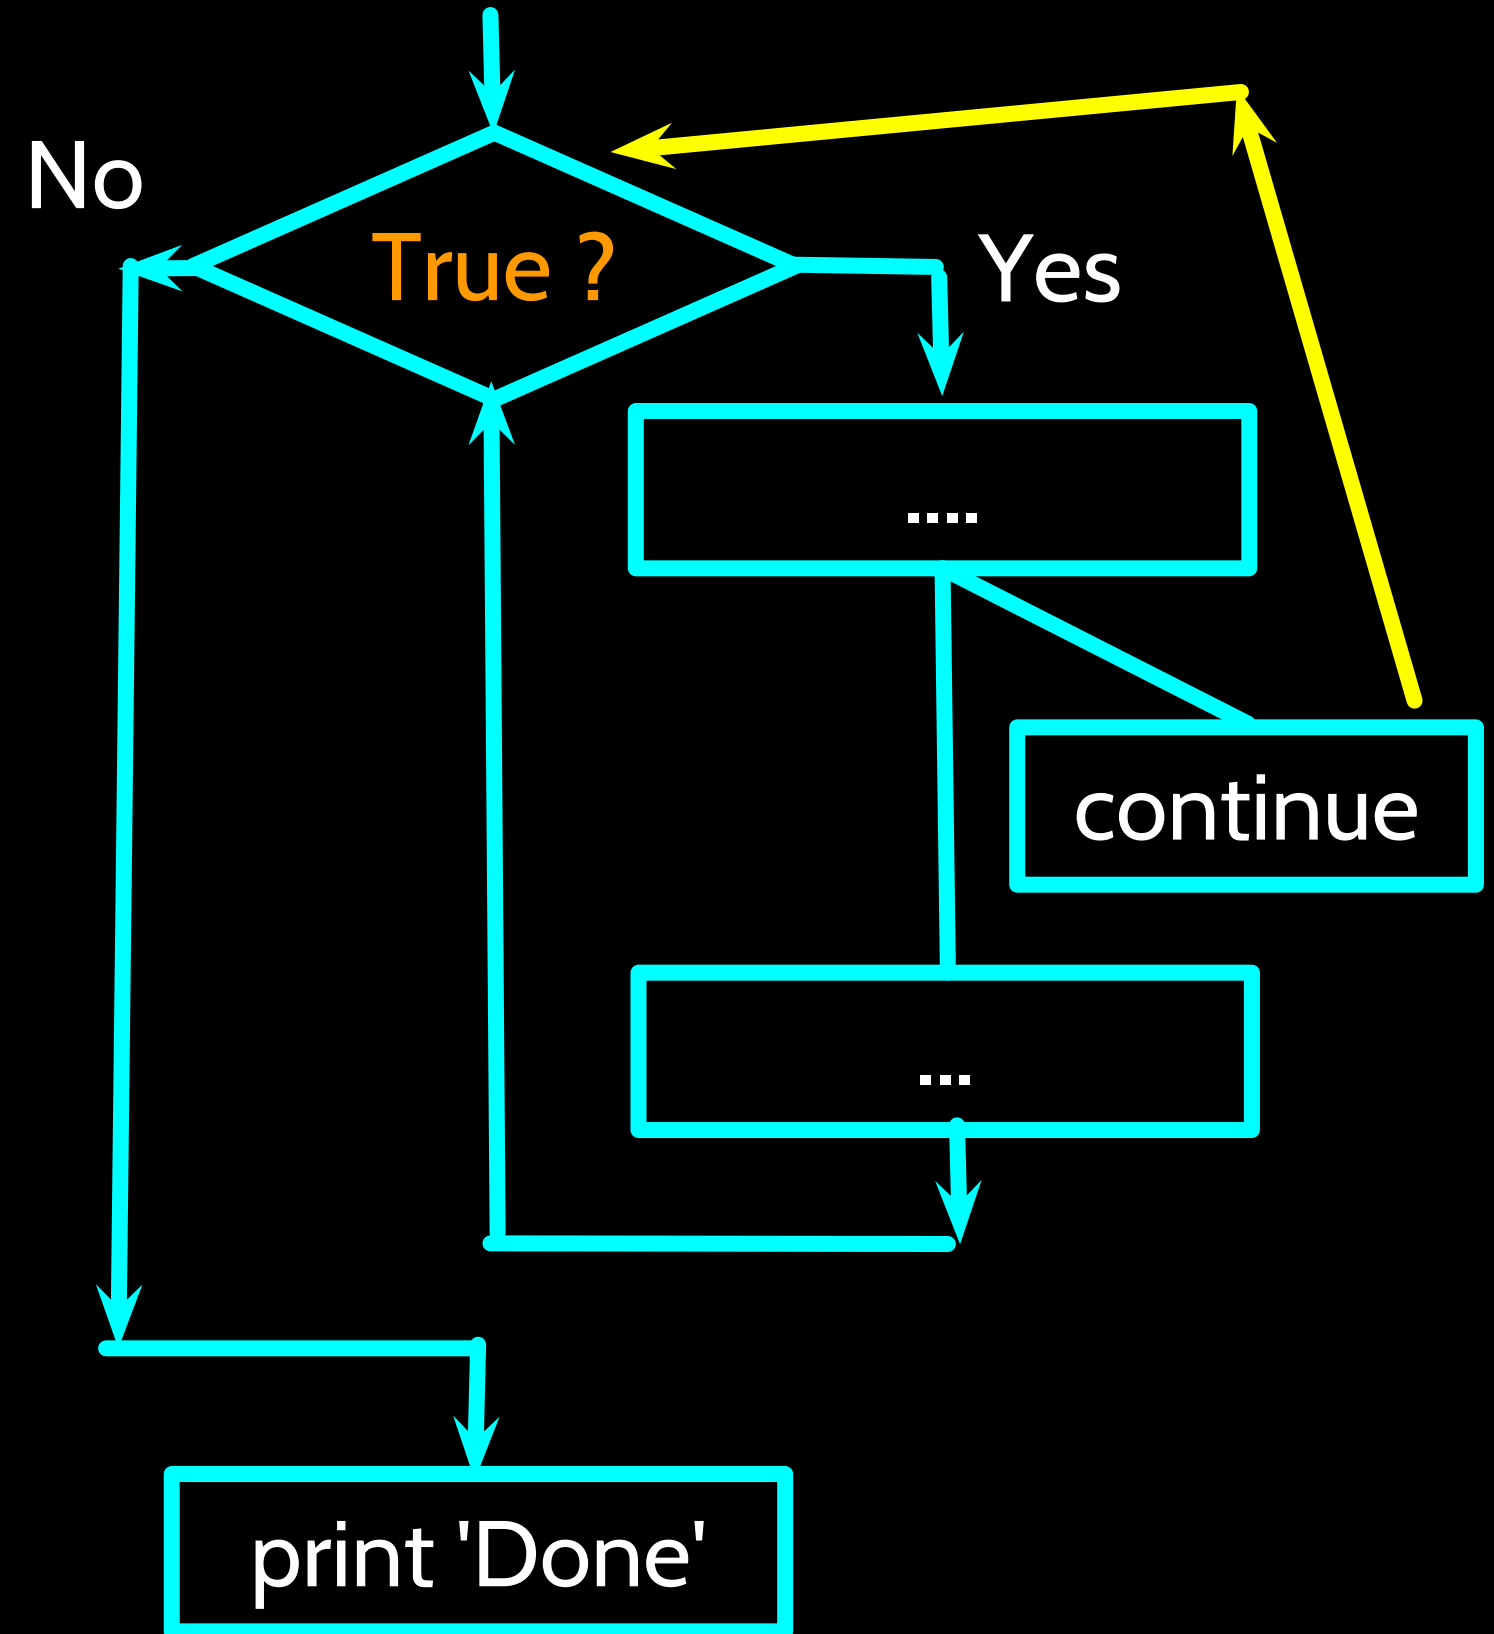 No
True ?
Yes
....
continue
...
print 'Done'